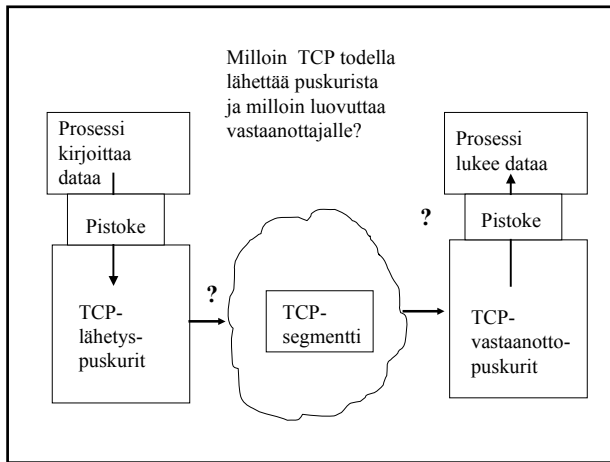 Milloin TCP todella
lähettää puskurista
ja milloin luovuttaa
vastaanottajalle?
Prosessi
kirjoittaa
dataa
Pistoke
TCP-
lähetys-
puskurit
?
TCP-
segmentti
?
Prosessi
lukee dataa
Pistoke
TCP-
vastaanotto-
puskurit